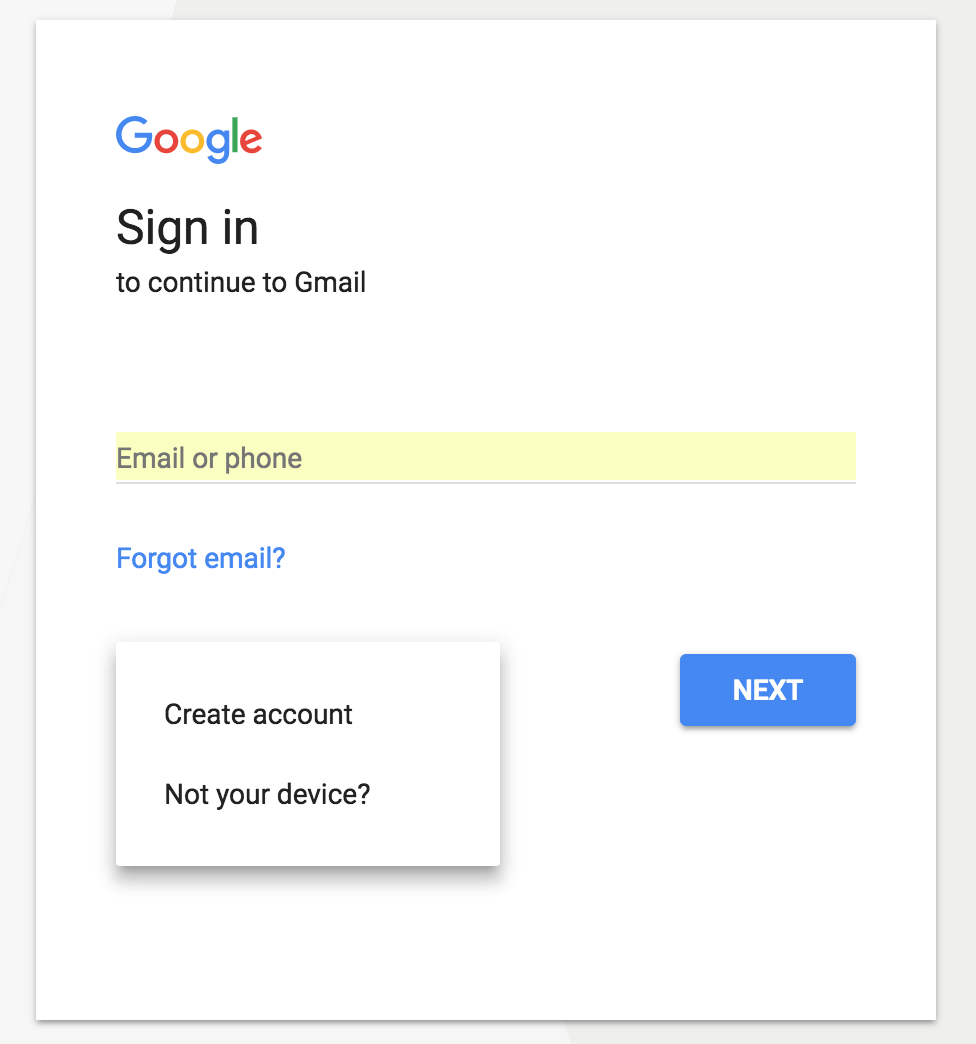 Google
Sign in
to continue to Gmail
Email or phone
Forgot email?
Create account
NEXT
Not your device?